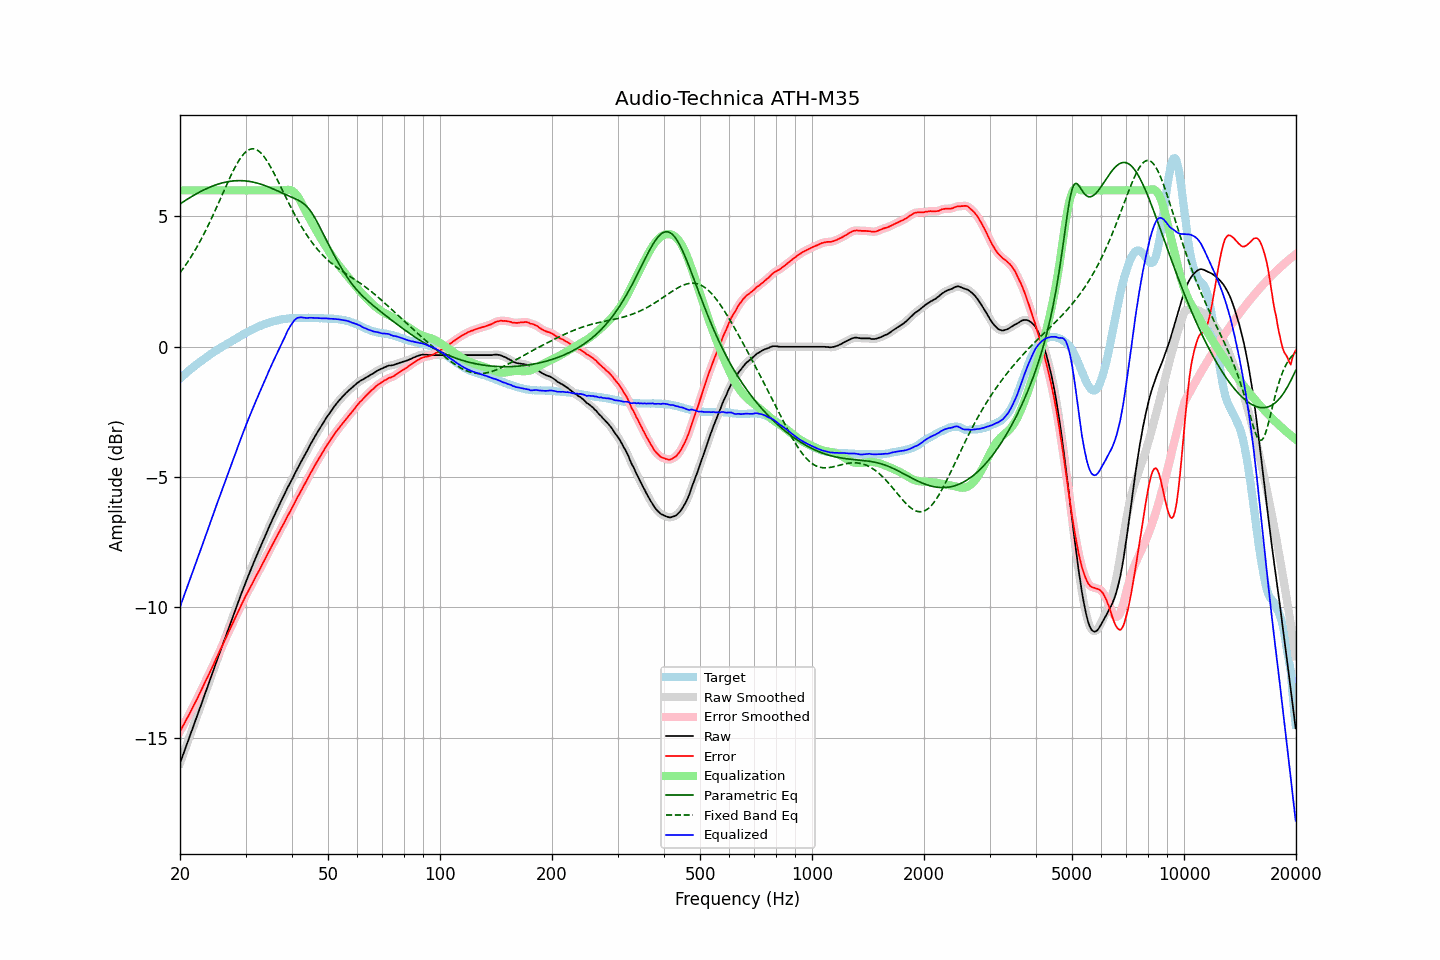 Audio-Technica ATH-M35
Amplitude (dBr)
5
0
−5
−10
−15
20
50
100
200
500
1000
2000
5000
10000
20000
Frequency (Hz)
Target
Raw Smoothed
Error Smoothed
Raw
Error
Equalization
Parametric Eq
Fixed Band Eq
Equalized